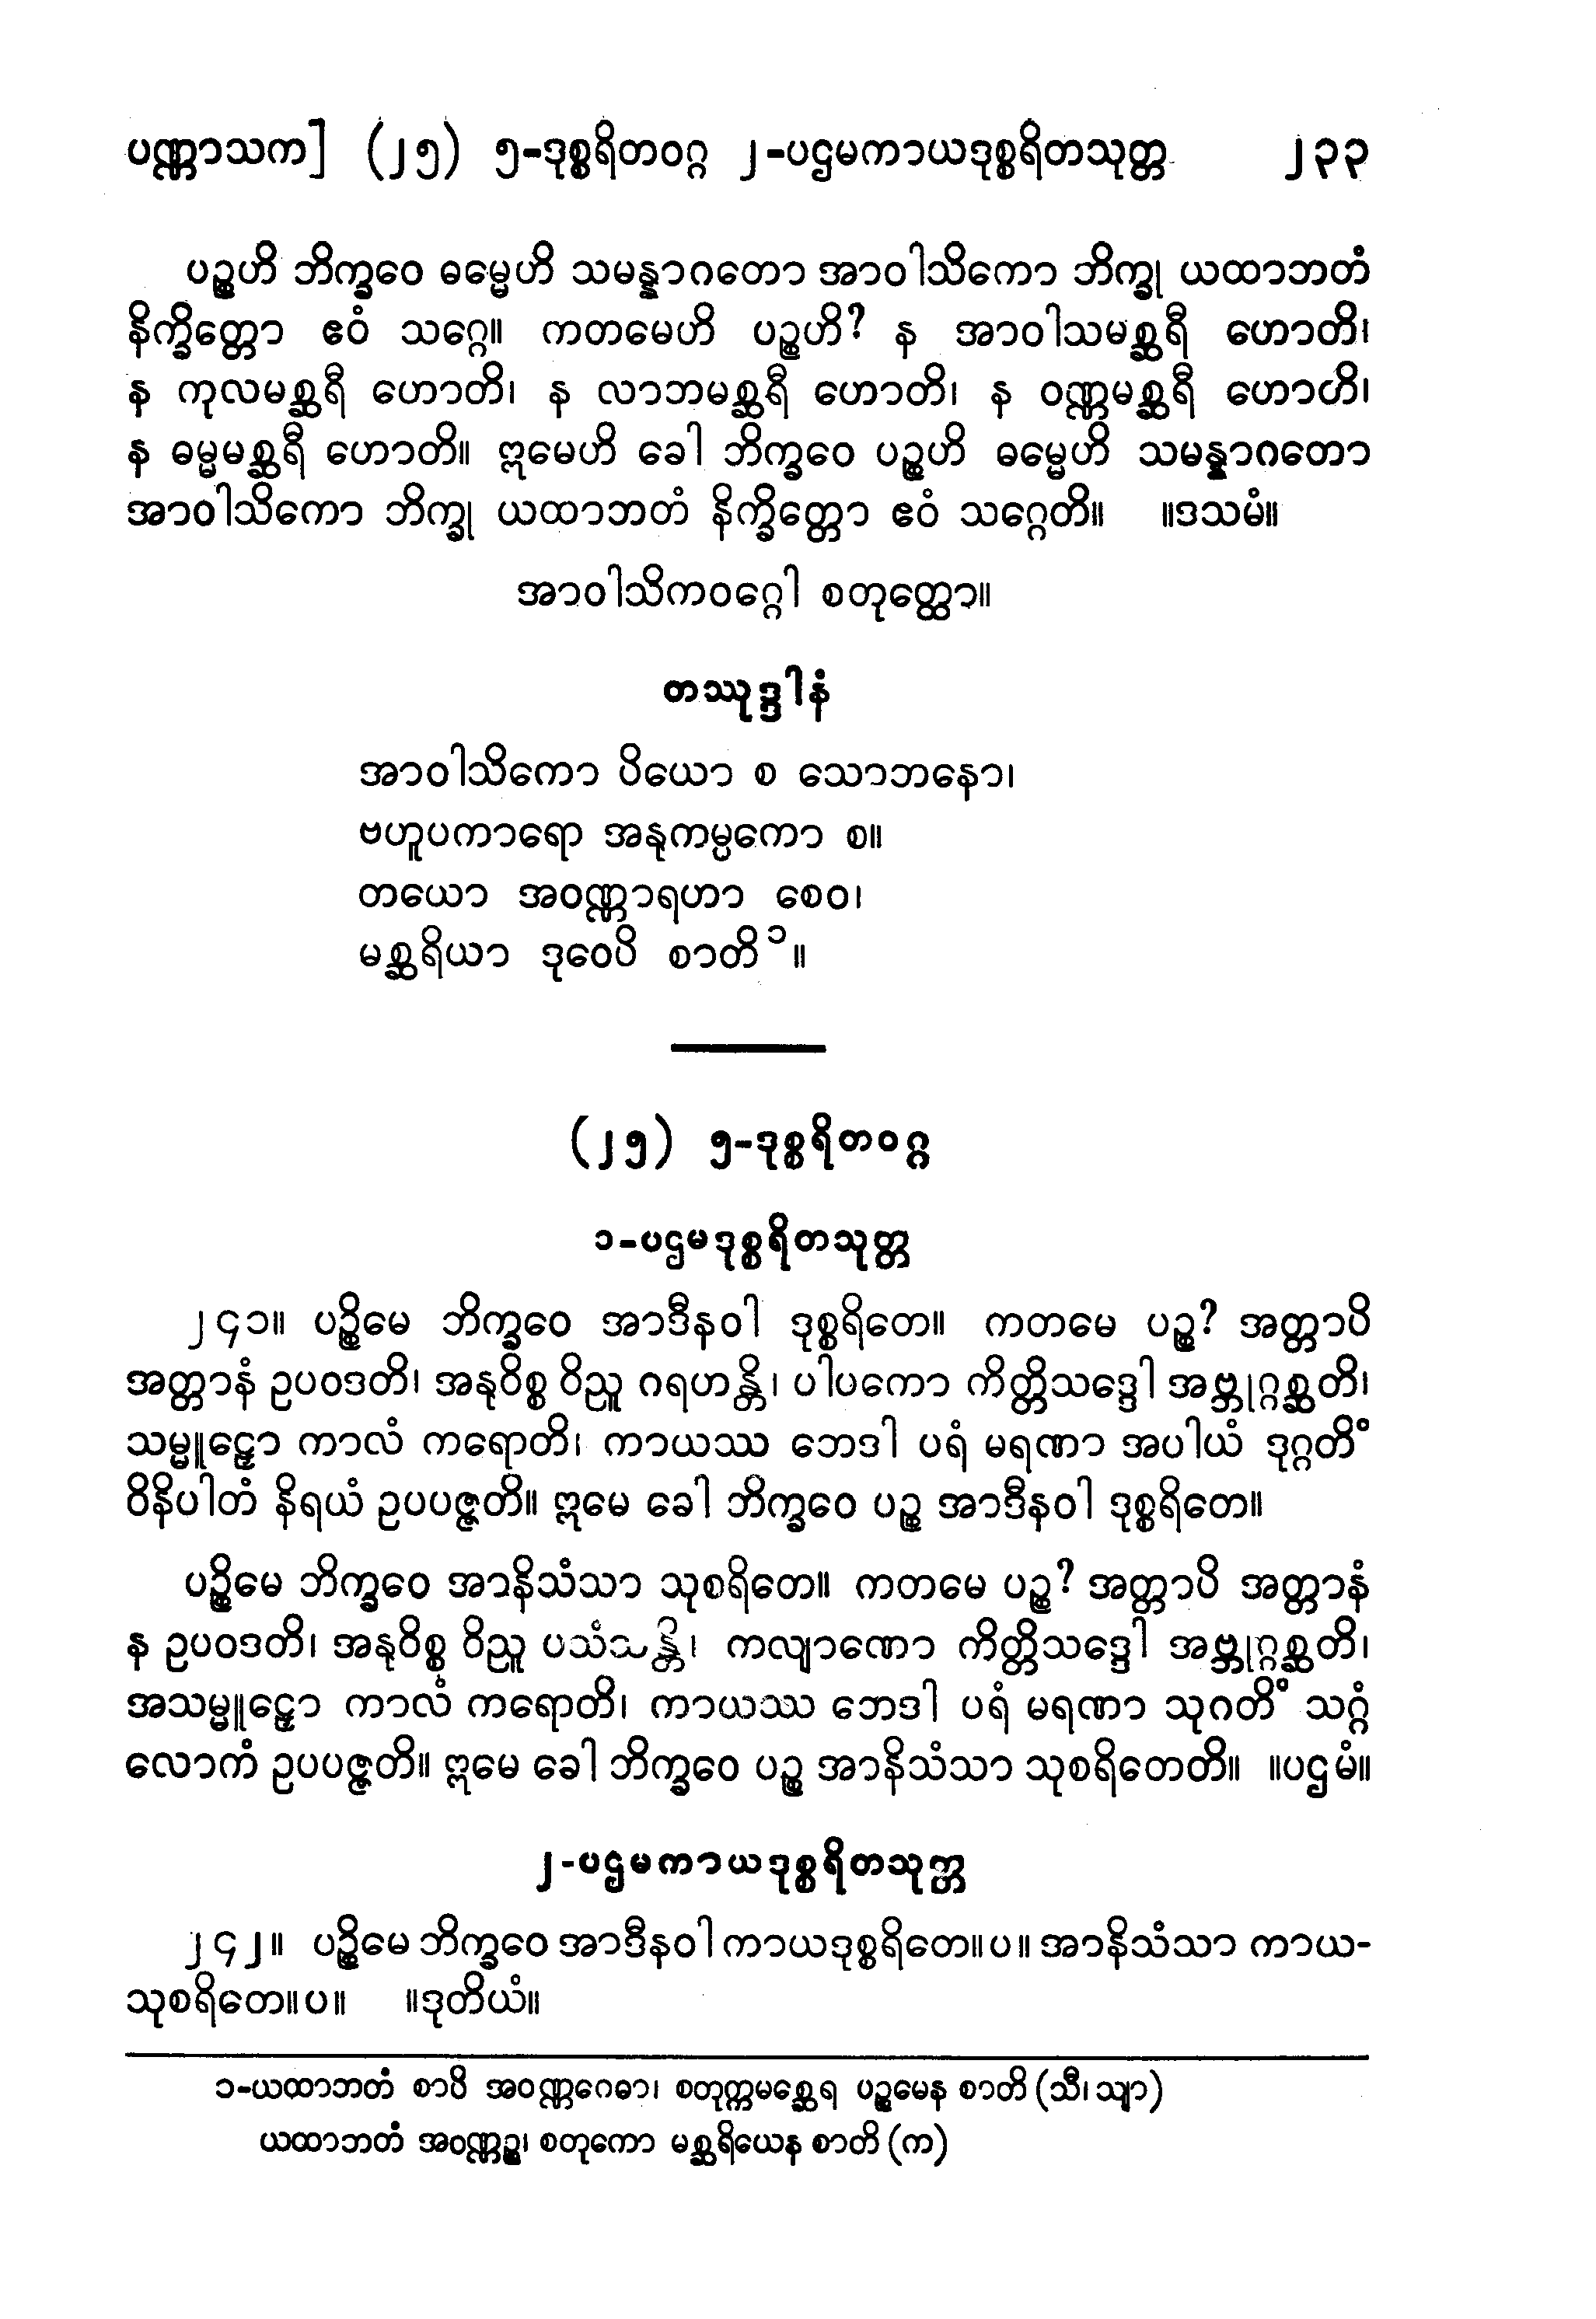 ပဏ္ဏာသက] (၂၅) ၅-ဒုစ္စရိတဝဂ္ဂ ၂-ပဌမကာယဒုစ္စရိတသုတ္တ ၂၃၃
ပဉ္စဟိ ဘိက္ခဝေ ဓမ္မေဟိ သမန္နာဂတော အာဝါသိကော ဘိက္ခု ယထာဘတံ
နိက္ခိတ္တော ဧဝံ သဂ္ဂေ။ ကတမေဟိ ပဉ္စဟိ? န အာဝါသမစ္ဆရီ ဟောတိ၊
န ကုလမစ္ဆရီ ဟောတိ၊ န လာဘမစ္ဆရီ ဟောတိ၊ န ဝဏ္ဏမစ္ဆရီ ဟောတိ၊
န ဓမ္မမစ္ဆရီ ဟောတိ။ ဣမေဟိ ခေါ ဘိက္ခဝေ ပဉ္စဟိ ဓမ္မေဟိ သမန္နာဂတော
အာဝါသိကော ဘိက္ခု ယထာဘတံ နိက္ခိတ္တော ဧဝံ သဂ္ဂေတိ။ ။ဒသမံ။
အာဝါသိကဝဂ္ဂေါ စတုတ္ထော။
တဿုဒ္ဒါနံ
အာဝါသိကော ပိယော စ သောဘနော၊
ဗဟူပကာရော အနုကမ္ပကော စ။
တယော အဝဏ္ဏာရဟာ စေဝ၊
မစ္ဆရိယာ ဒုဝေပိ စာတိ၁။
(၂၅) ၅-ဒုစ္စရိတဝဂ္ဂ
၁-ပဌမဒုစ္စရိတသုတ္တ
၂၄၁။ ပဉ္စိမေ ဘိက္ခဝေ အာဒီနဝါ ဒုစ္စရိတေ။ ကတမေ ပဉ္စ? အတ္တာပိ
အတ္တာနံ ဥပဝဒတိ၊ အနုဝိစ္စ ဝိညူ ဂရဟန္တိ၊ ပါပကော ကိတ္တိသဒ္ဒေါ အဗ္ဘုဂ္ဂစ္ဆတိ၊
သမ္မူဠှော ကာလံ ကရောတိ၊ ကာယဿ ဘေဒါ ပရံ မရဏာ အပါယံ ဒုဂ္ဂတိံ
ဝိနိပါတံ နိရယံ ဥပပဇ္ဇတိ။ ဣမေ ခေါ ဘိက္ခဝေ ပဉ္စ အာဒီနဝါ ဒုစ္စရိတေ။
ပဉ္စိမေ ဘိက္ခဝေ အာနိသံသာ သုစရိတေ။ ကတမေ ပဉ္စ? အတ္တာပိ အတ္တာနံ
န ဥပဝဒတိ၊ အနုဝိစ္စ ဝိညူ ပသံသန္တိ၊ ကလျာဏော ကိတ္တိသဒ္ဒေါ အဗ္ဘုဂ္ဂစ္ဆတိ၊
အသမ္မူဠှော ကာလံ ကရောတိ၊ ကာယဿ ဘေဒါ ပရံ မရဏာ သုဂတိံ သဂ္ဂံ
လောကံ ဥပပဇ္ဇတိ။ ဣမေ ခေါ ဘိက္ခဝေ ပဉ္စ အာနိသံသာ သုစရိတေတိ။ ။ပဌမံ။
၂-ပဌမကာယဒုစ္စရိတသုတ္တ
၂၄၂။ ပဉ္စိမေ ဘိက္ခဝေ အာဒီနဝါ ကာယဒုစ္စရိတေ။ပ။ အာနိသံသာ ကာယ-
သုစရိတေ။ပ။ ။ဒုတိယံ။
၁-ယထာဘတံ စာပိ အဝဏ္ဏဂေဓာ၊ စတုက္ကမစ္ဆေရ ပဉ္စမေန စာတိ (သီ၊ သျာ)
ယထာဘတံ အဝဏ္ဏဉ္စ၊ စတုကော မစ္ဆရိယေန စာတိ (က)